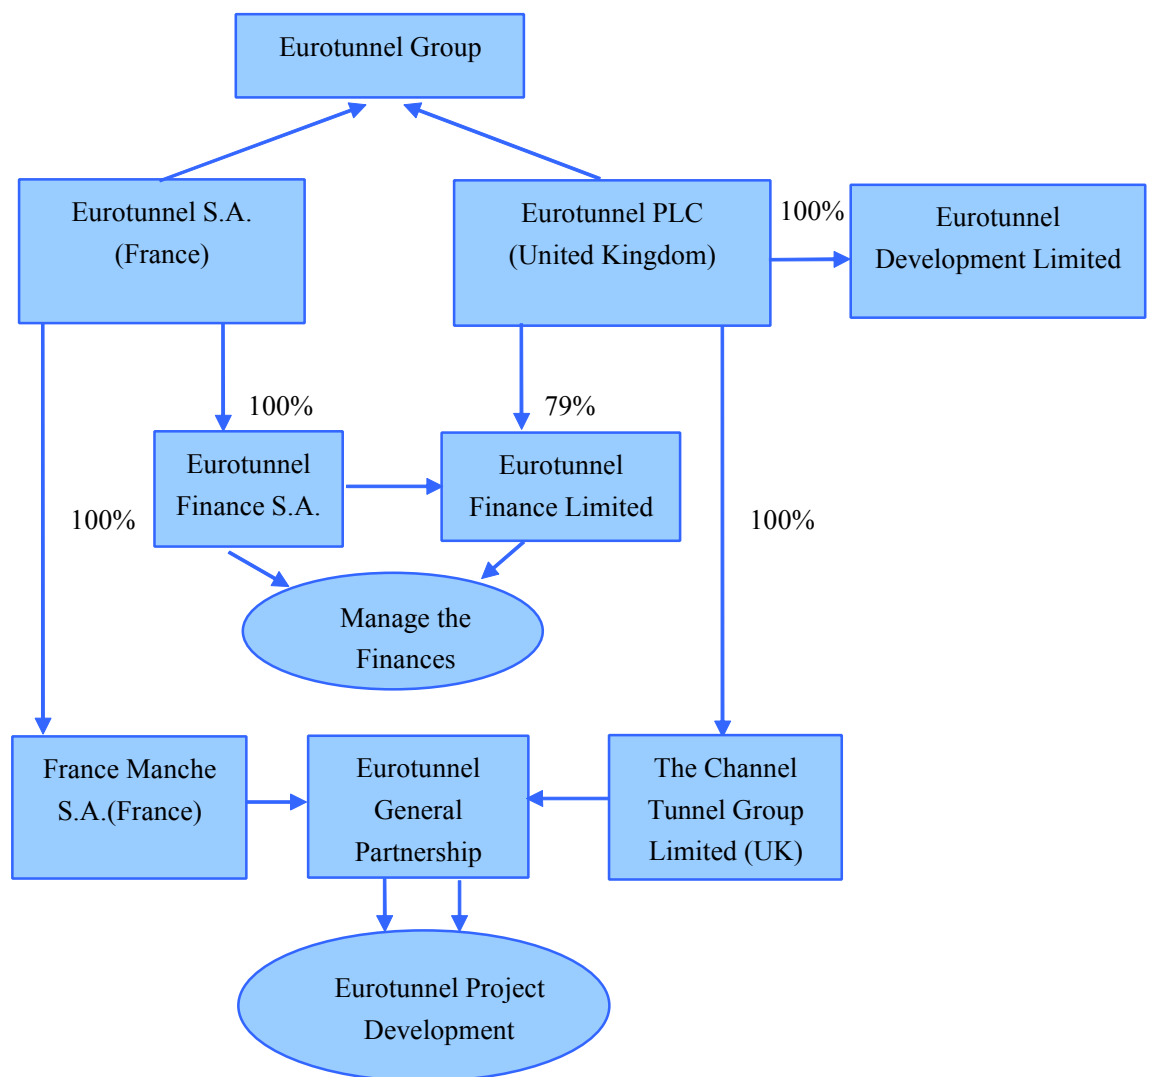 Eurotunnel Group
Eurotunnel S.A.
(France)
Eurotunnel PLC
(United Kingdom)
100%
Eurotunnel
Development Limited
100%
79%
Eurotunnel
Finance S.A.
Eurotunnel
Finance Limited
100%
100%
Manage the
Finances
France Manche
S.A.(France)
Eurotunnel
General
Partnership
The Channel
Tunnel Group
Limited (UK)
Eurotunnel Project
Development